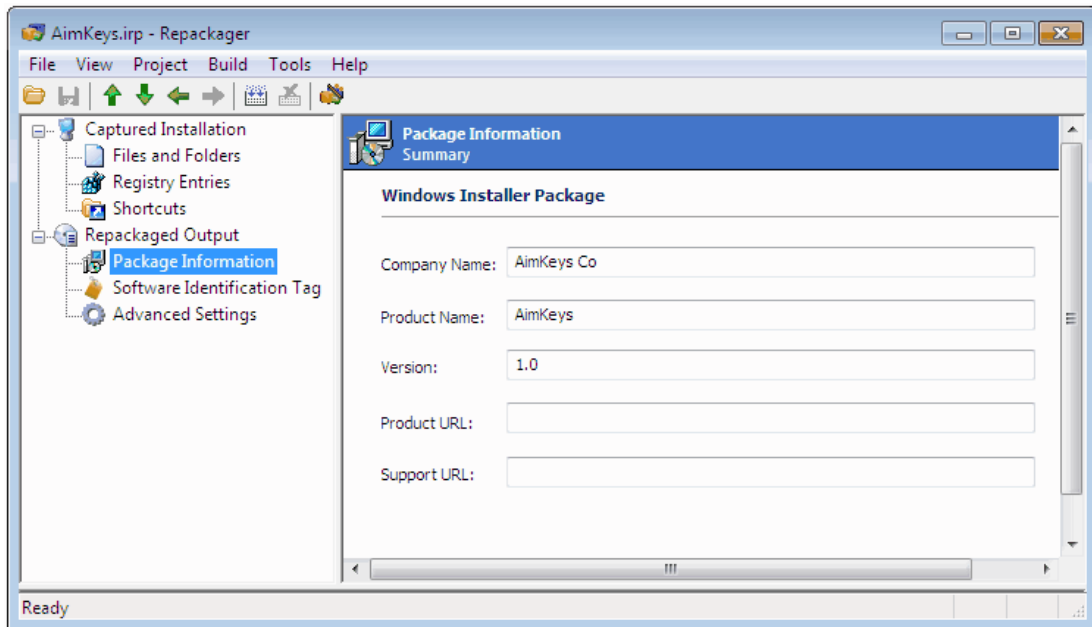 AimKeys.irp - Repackager
File View Project Build Tools Help
Captured Installation
Files and Folders
Registry Entries
Shortcuts
Repackaged Output
Package Information
Software Identification Tag
Advanced Settings
Package Information
Summary
Windows Installer Package
Company Name: AimKeys Co
Product Name: AimKeys
Version: 1.0
Product URL:
Support URL:
Ready